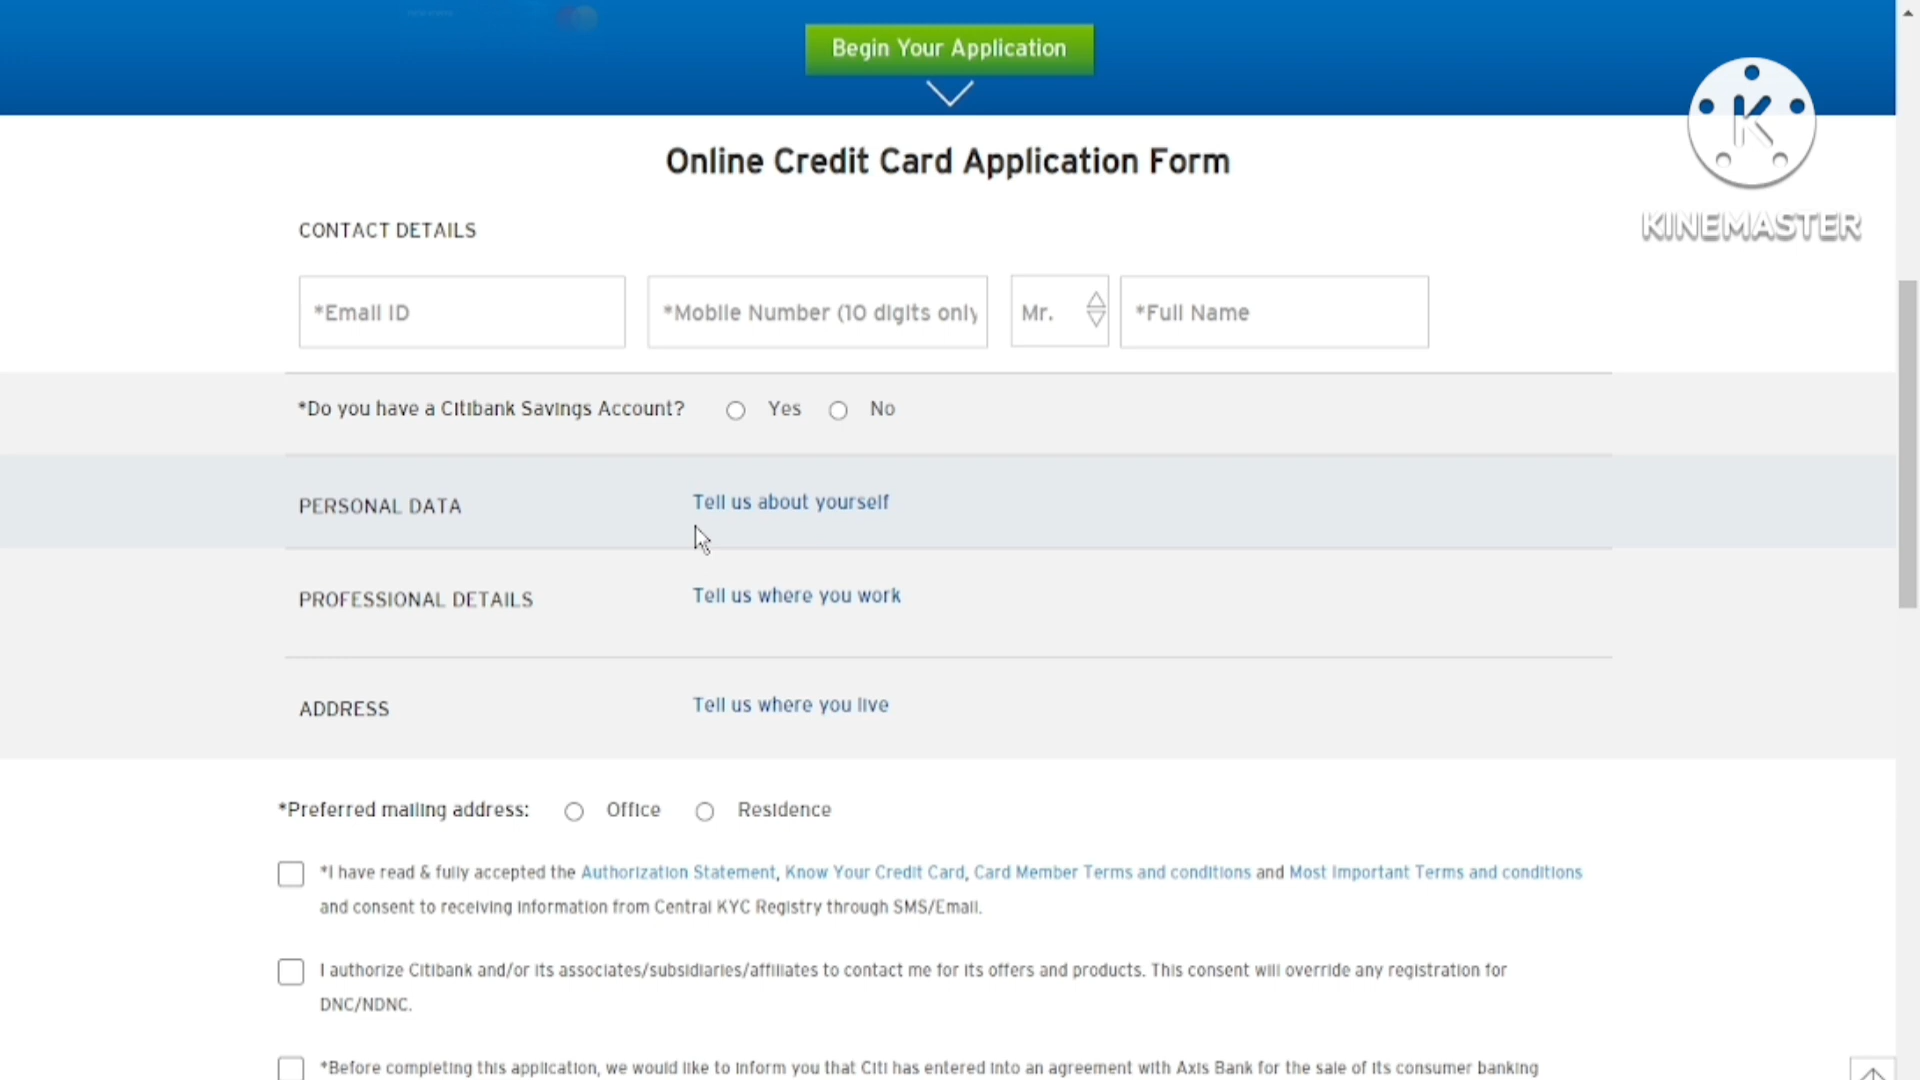 Begin Your Application
KINEMASTER
Online Credit Card Application Form
CONTACT DETAILS
*Email ID
*Mobile Number (10 digits only
Mr.
*Full Name
*Do you have a Citibank Savings Account? Yes No
PERSONAL DATA
Tell us about yourself
PROFESSIONAL DETAILS
Tell us where you work
ADDRESS
Tell us where you live
*Preferred mailing address: Office Residence
*I have read & fully accepted the Authorization Statement, Know Your Credit Card, Card Member Terms and conditions and Most Important Terms and conditions
and consent to receiving information from Central KYC Registry through SMS/Email.
I authorize Citibank and/or its associates/subsidiaries/affiliates to contact me for its offers and products. This consent will override any registration for
DNC/NDNC.
*Before completing this application, we would like to inform you that Citi has entered into an agreement with Axis Bank for the sale of its consumer banking